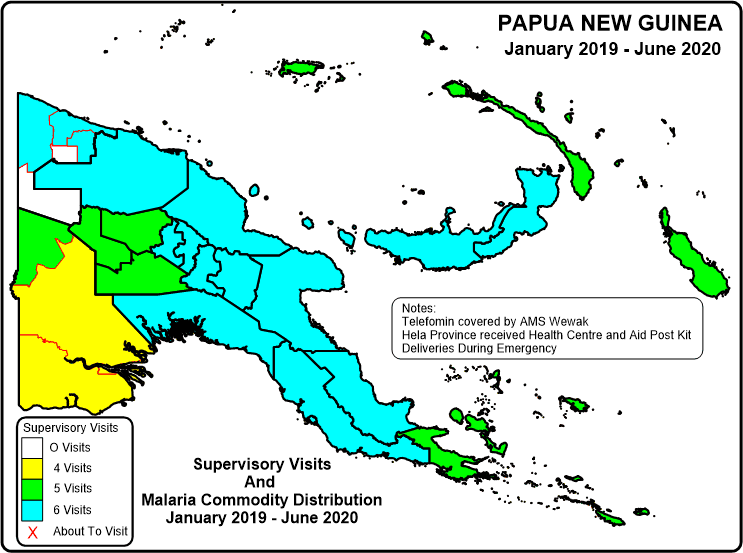 PAPUA NEW GUINEA
January 2019 - June 2020
Notes:
Telefomin covered by AMS Wewak
Hela Province received Health Centre and Aid Post Kit
Deliveries During Emergency
Supervisory Visits
O Visits
4 Visits
5 Visits
6 Visits
X About To Visit
Supervisory Visits
And
Malaria Commodity Distribution
January 2019 - June 2020